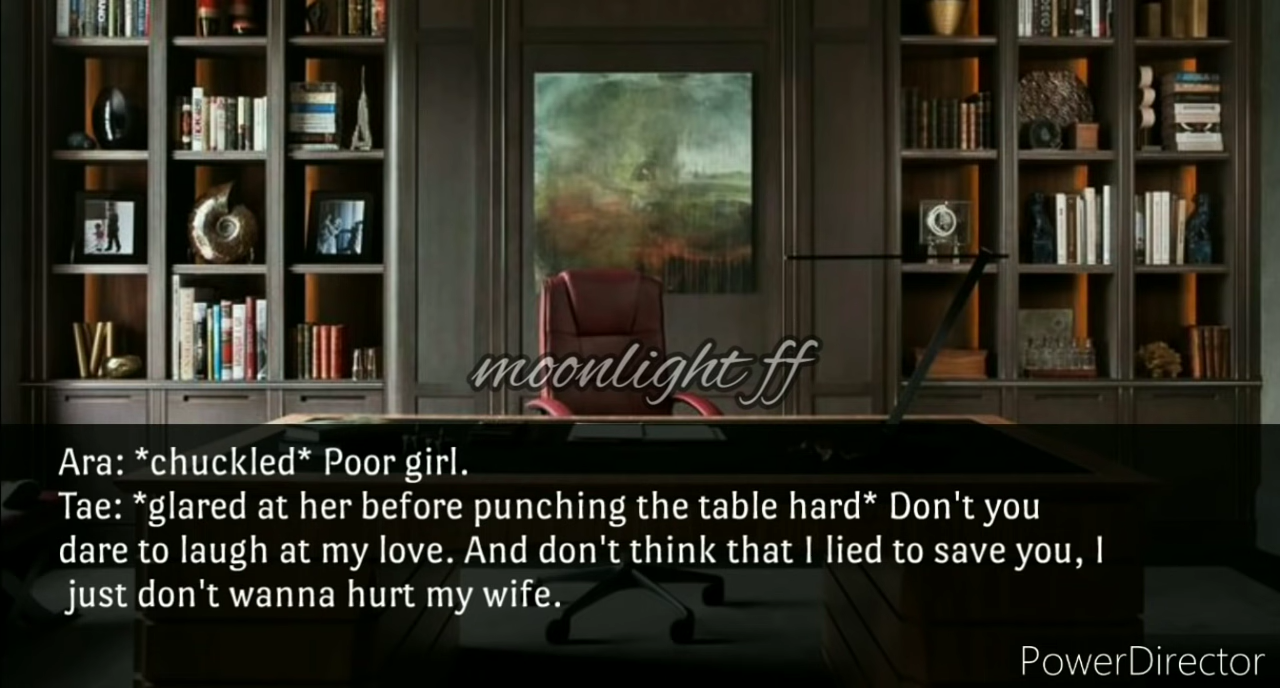 moonlight ff
Ara: *chuckled* Poor girl.
Tae: *glared at her before punching the table hard* Don't you
dare to laugh at my love. And don't think that I lied to save you, I
just don't wanna hurt my wife.
PowerDirector